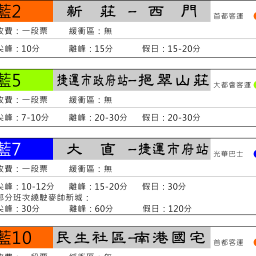 藍2 新 莊－西 門 首都客運
收費：一段票 緩衝區：無
尖峰：10分 離峰：15分 假日：15-20分
藍5 捷運市政府站－挹翠山莊 大都會客運
收費：一段票 緩衝區：無
尖峰：7-10分 離峰：20-30分 假日：20-30分
藍7 大 直－捷運市府站 光華巴士
收費：一段票 緩衝區：無
尖峰：10-12分 離峰：15-20分 假日：30分
部分班次繞駛麥帥新城：
尖峰：30分 離峰：60分 假日：120分
藍10 民生社區－南港國宅 首都客運